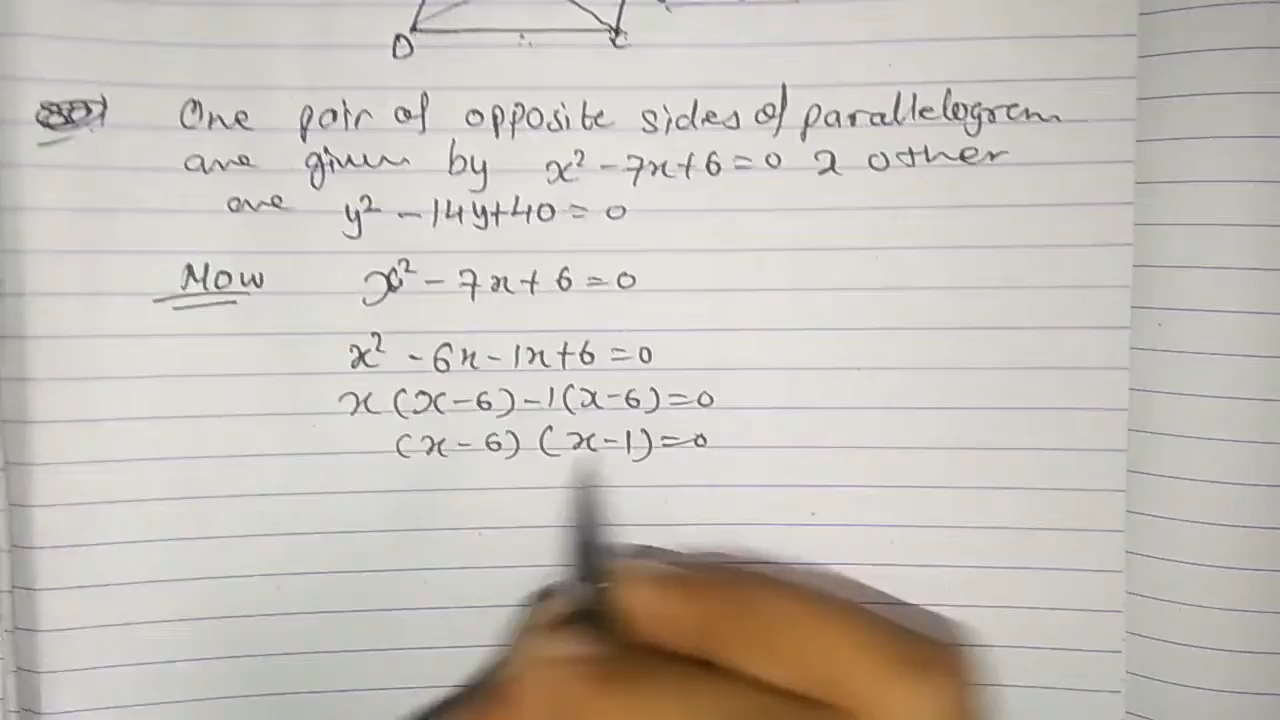 D C
One pair of opposite sides of parallelogram
are given by x² - 7x + 6 = 0 & other
are y² - 14y + 40 = 0
Now x² - 7x + 6 = 0
x² - 6x - 1x + 6 = 0
x (x - 6) - 1 (x - 6) = 0
(x - 6) (x - 1) = 0